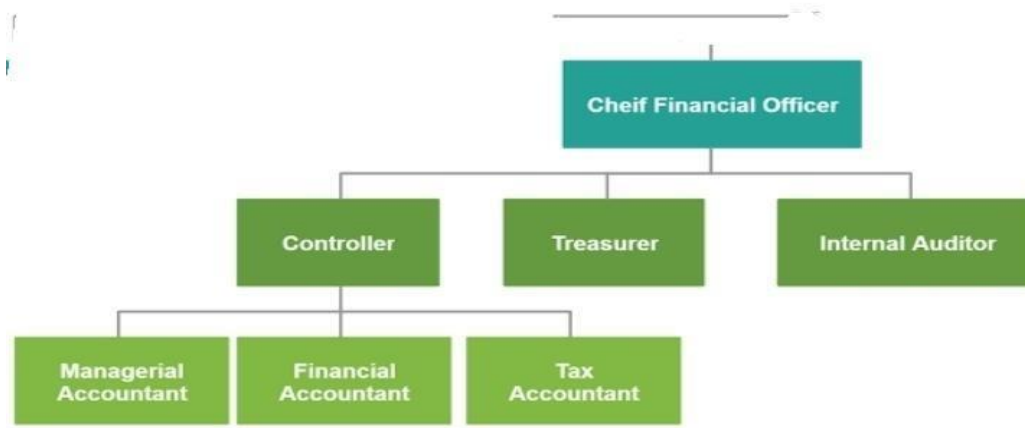 Cheif Financial Officer
Controller
Treasurer
Internal Auditor
Managerial
Accountant
Financial
Accountant
Tax
Accountant